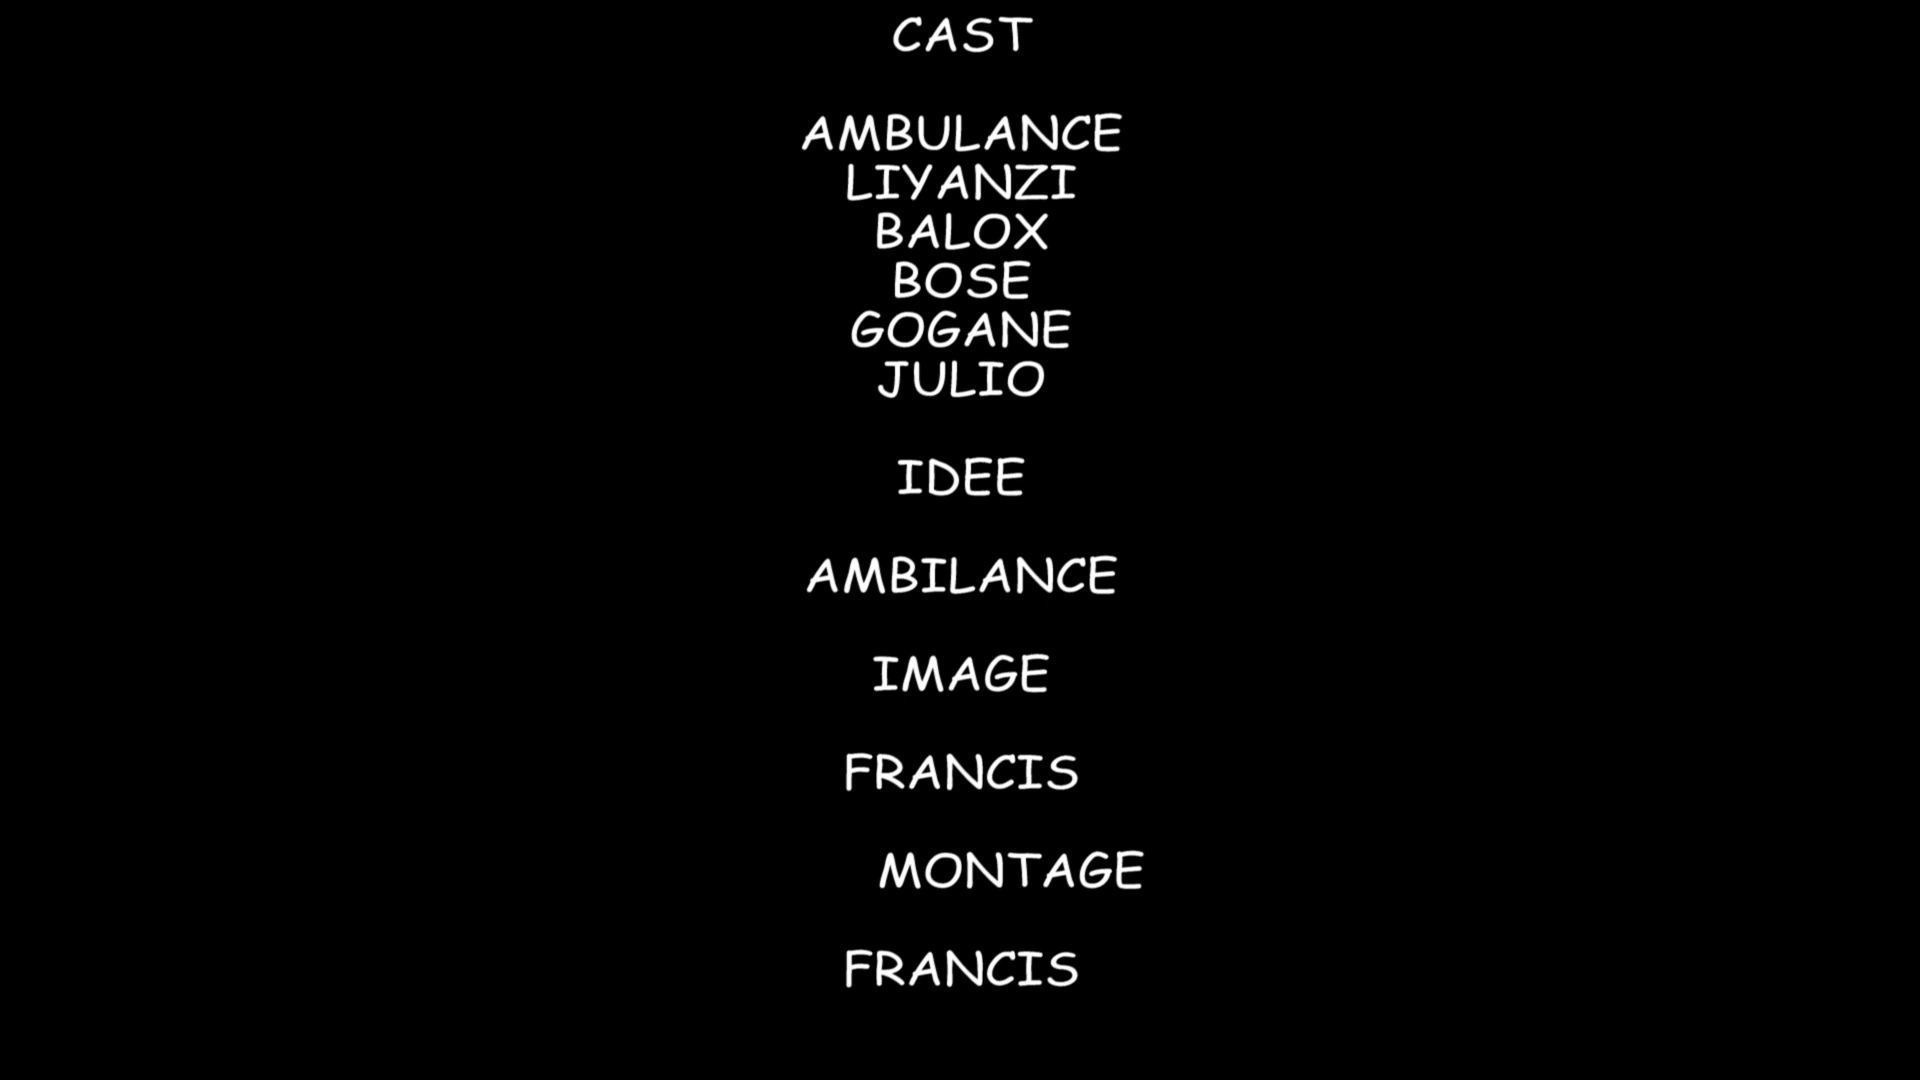 CAST
AMBULANCE
LIYANZI
BALOX
BOSE
GOGANE
JULIO
IDEE
AMBILANCE
IMAGE
FRANCIS
MONTAGE
FRANCIS